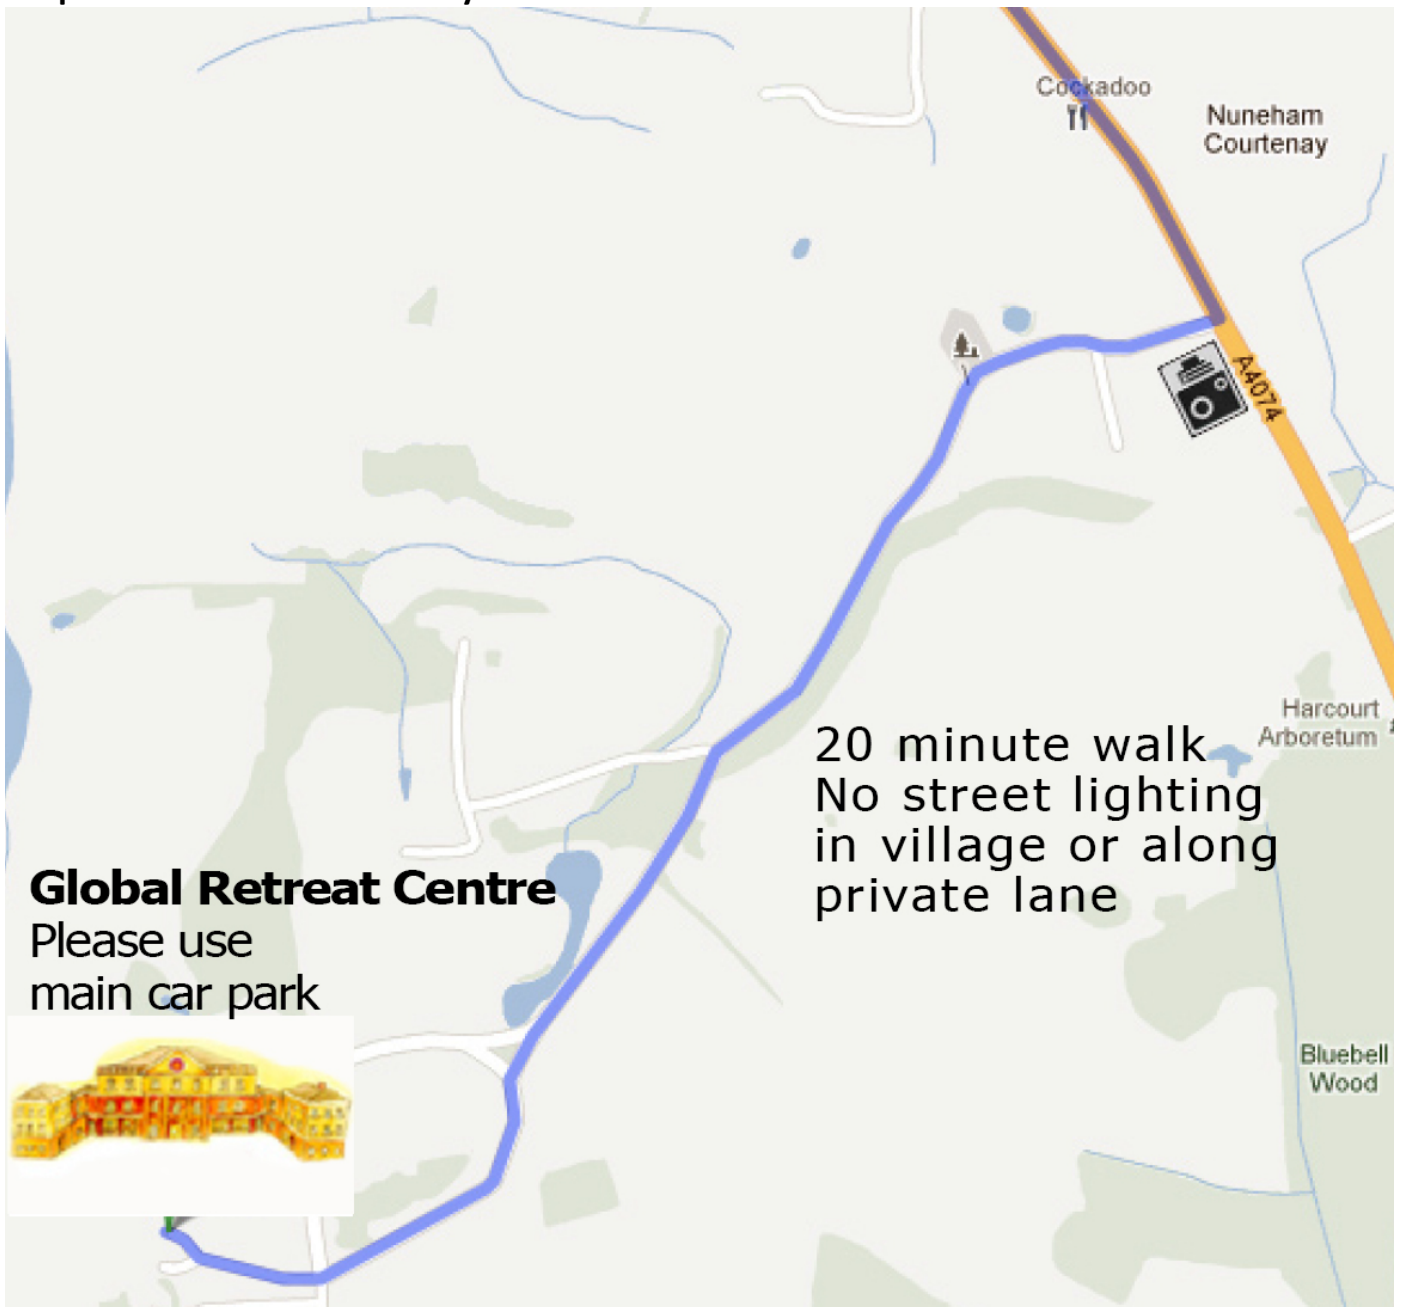 Cockadoo
Nuneham
Courtenay
A4074
Harcourt
Arboretum
20 minute walk
No street lighting
in village or along
private lane
Global Retreat Centre
Please use
main car park
Bluebell
Wood